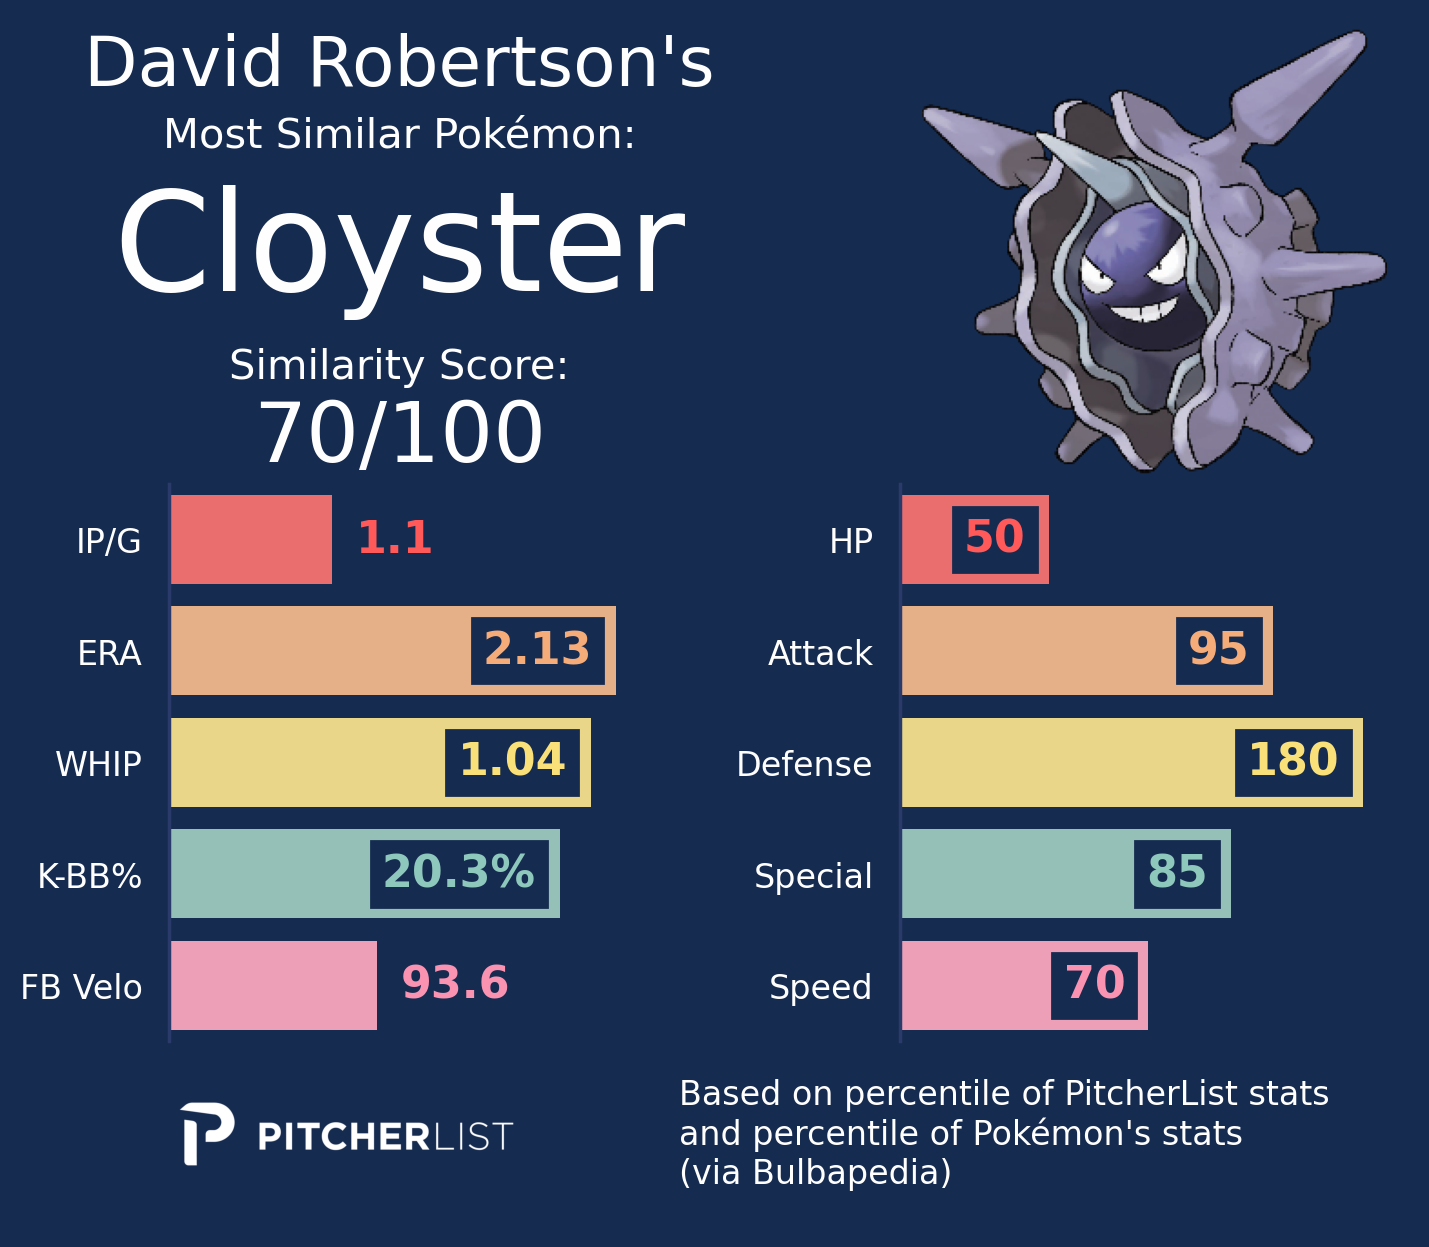 David Robertson's
Most Similar Pokémon:
Cloyster
Similarity Score:
70/100
IP/G 1.1
ERA 2.13
WHIP 1.04
K-BB% 20.3%
FB Velo 93.6
HP 50
Attack 95
Defense 180
Special 85
Speed 70
PITCHERLIST
Based on percentile of PitcherList stats
and percentile of Pokémon's stats
(via Bulbapedia)